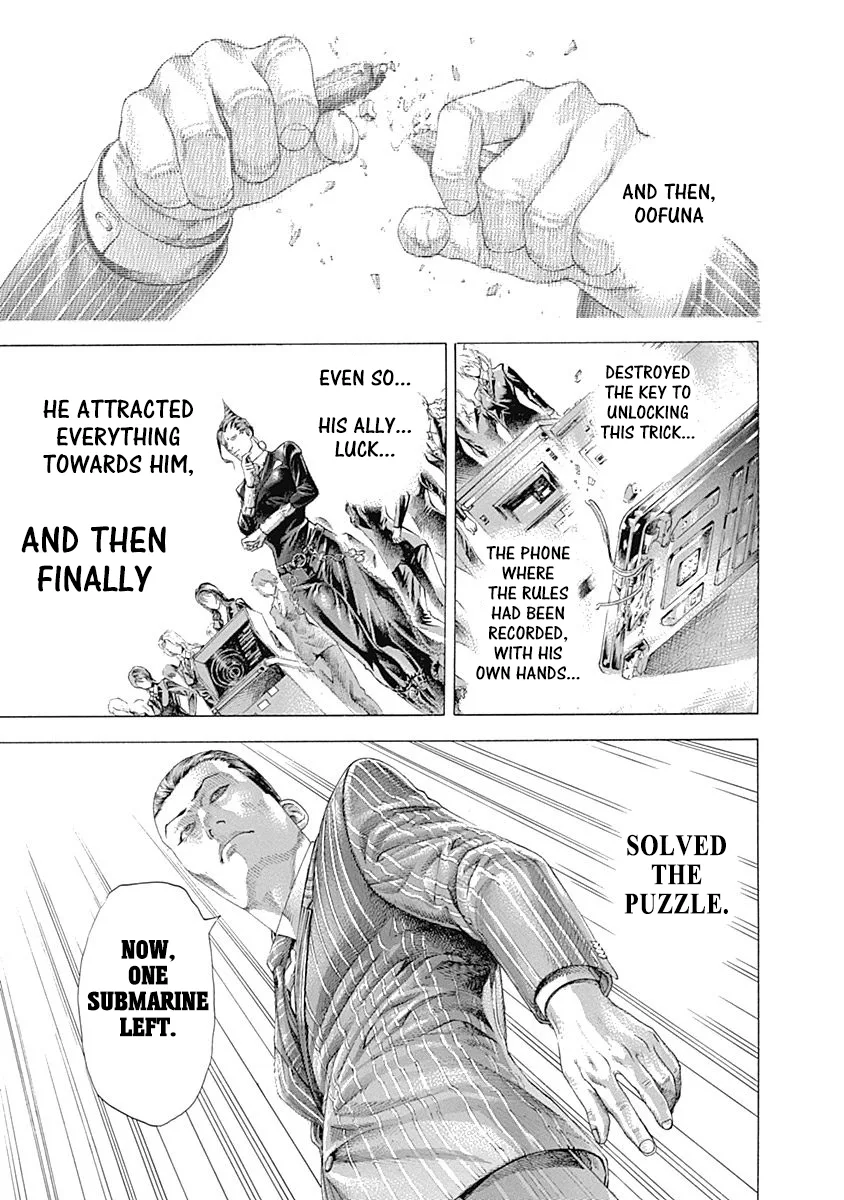 AND THEN,
OOFUNA
DESTROYED
THE KEY TO
UNLOCKING
THIS TRICK...
THE PHONE
WHERE
THE RULES
HAD BEEN
RECORDED,
WITH HIS
OWN HANDS...
EVEN SO...
HIS ALLY...
LUCK...
HE ATTRACTED
EVERYTHING
TOWARDS HIM,
AND THEN
FINALLY
SOLVED
THE
PUZZLE.
NOW,
ONE
SUBMARINE
LEFT.